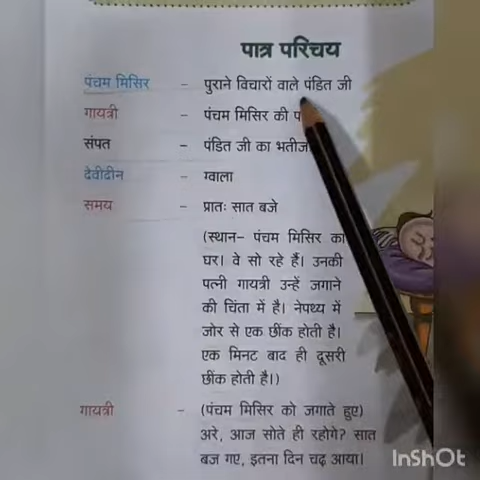 पात्र परिचय
पंचम मिसिर - पुराने विचारों वाले पंडित जी
गायत्री - पंचम मिसिर की
संपत - पंडित जी का
देवीदीन - ग्वाला
समय - प्रातः सात बजे
(स्थान- पंचम मिसिर का
घर। वे सो रहे हैं। उनकी
पत्नी गायत्री उन्हें जगाने
की चिंता में है। नेपथ्य में
जोर से एक छींक होती है।
एक मिनट बाद ही दूसरी
छींक होती है।)
गायत्री - (पंचम मिसिर को जगाते हुए)
अरे, आज सोते ही रहोगे? सात
बज गए, इतना दिन चढ़ आया।
InShOt